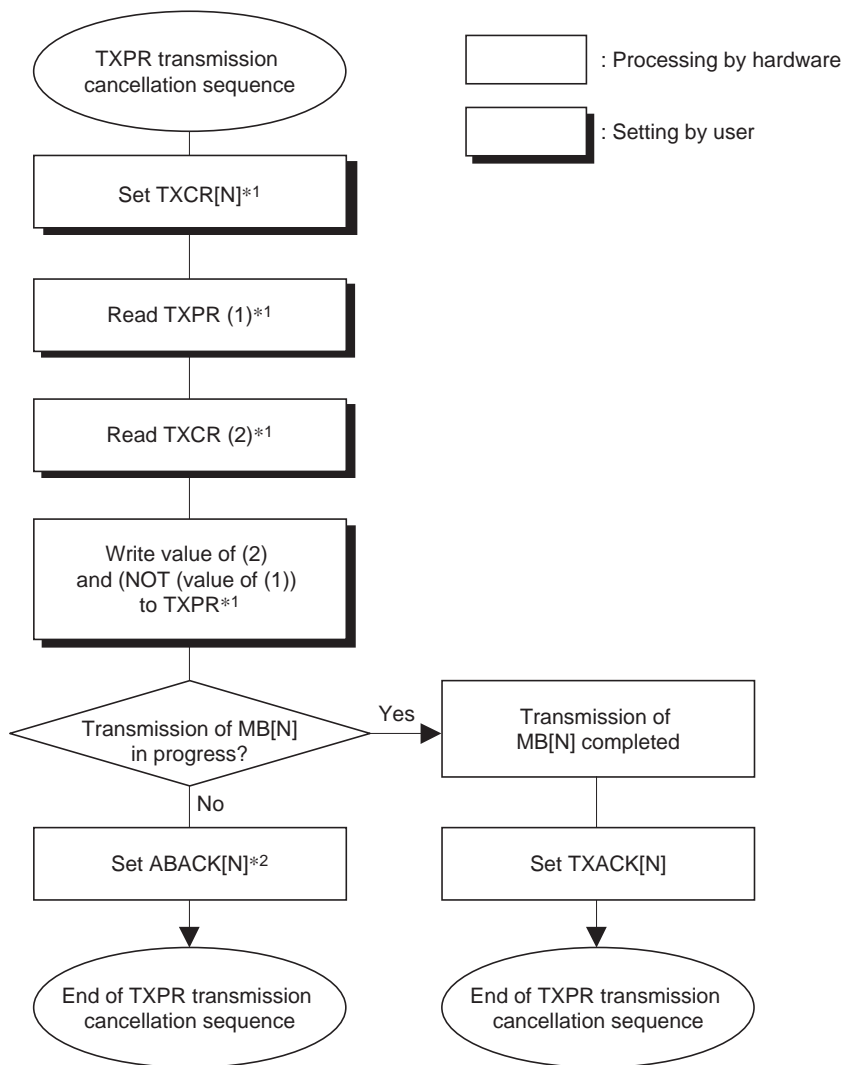 TXPR transmission
cancellation sequence
: Processing by hardware
: Setting by user
Set TXCR[N]*1
Read TXPR (1)*1
Read TXCR (2)*1
Write value of (2)
and (NOT (value of (1))
to TXPR*1
Transmission of MB[N]
in progress?
Yes
Transmission of
MB[N] completed
No
Set ABACK[N]*2
Set TXACK[N]
End of TXPR transmission
cancellation sequence
End of TXPR transmission
cancellation sequence